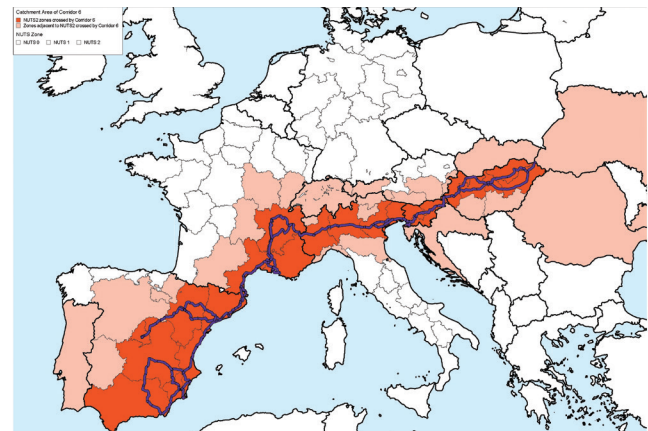 Catchment Area of Corridor 6
NUTS2 zones crossed by Corridor 6
Zones adjacent to NUTS2 crossed by Corridor 6
NUTS Zone
NUTS 0 NUTS 1 NUTS 2